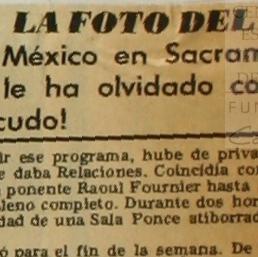 LA FOTO DEL
México en Sacram
le ha olvidado co
cudo!
ir ese programa, hube de priva
e daba Relaciones. Coincidía co
ponente Raoul Fournier hasta
leno completo. Durante dos hor
dad de una Sala Ponce atiborrad
ó para el fin de la semana. De